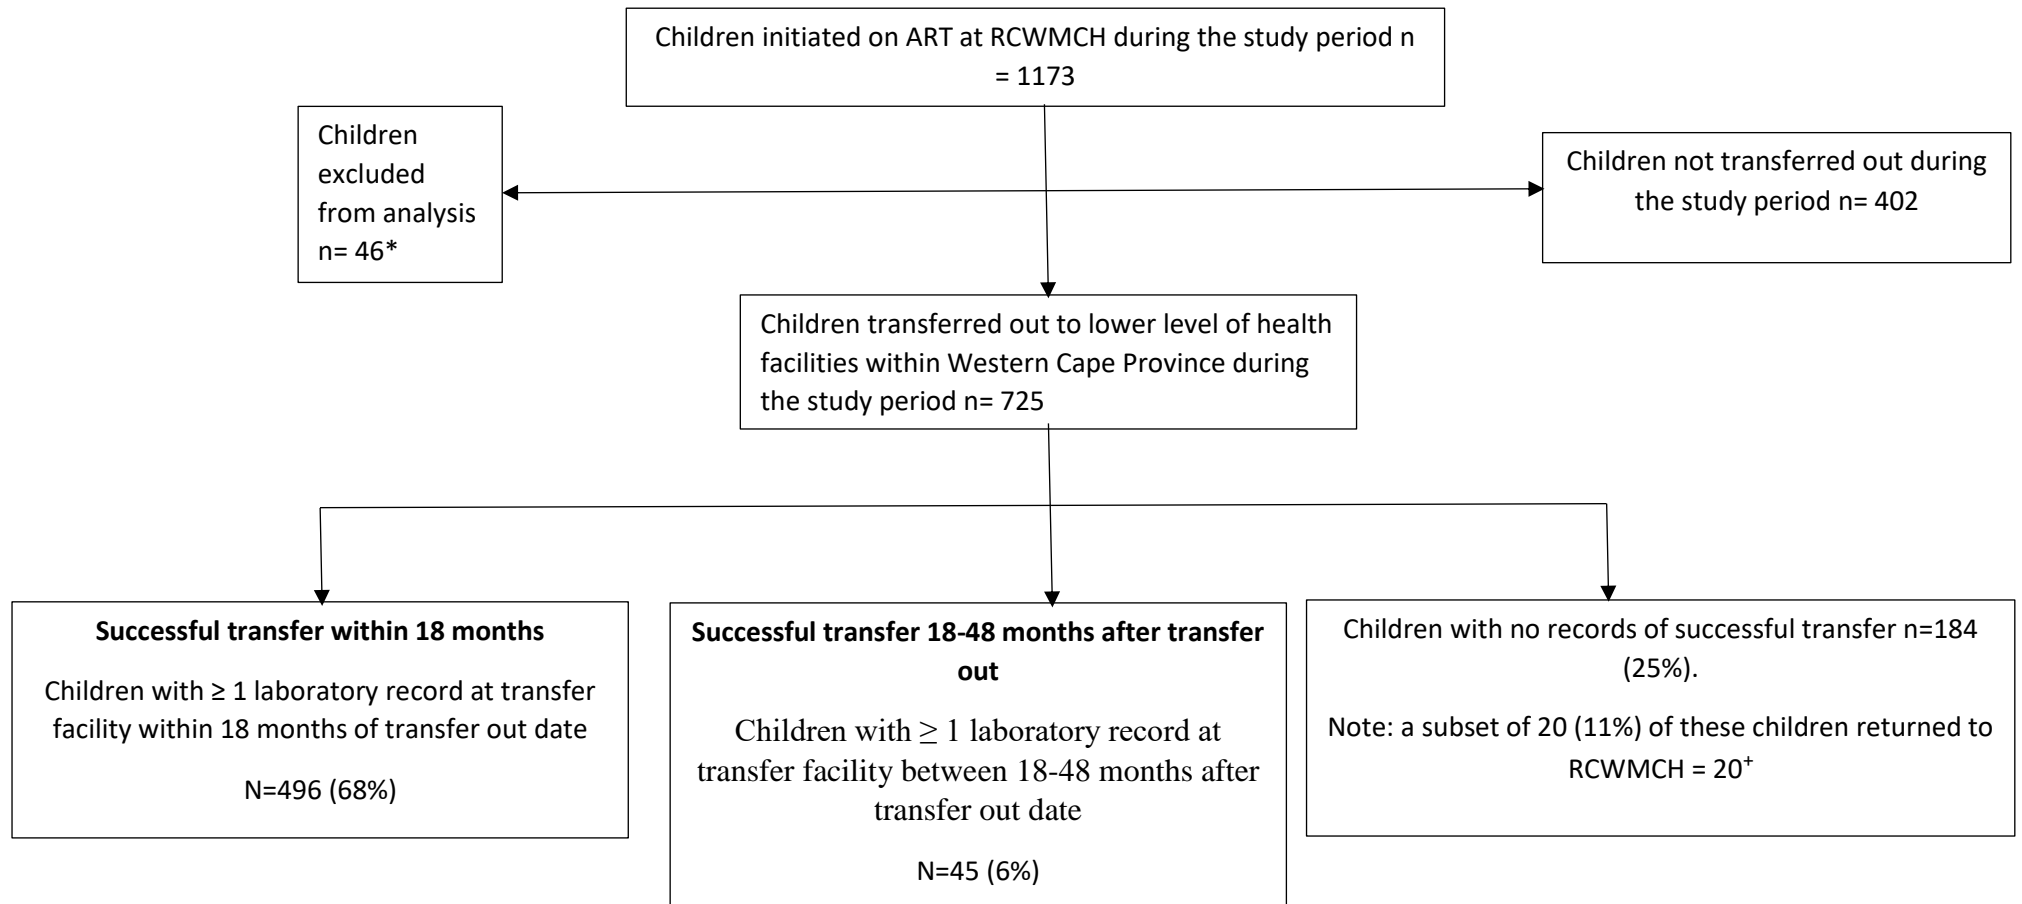 Children initiated on ART at RCWMCH during the study period n
= 1173
Children
excluded
from analysis
n= 46*
Children not transferred out during
the study period n= 402
Children transferred out to lower level of health
facilities within Western Cape Province during
the study period n= 725
Successful transfer within 18 months
Children with ≥ 1 laboratory record at transfer
facility within 18 months of transfer out date
N=496 (68%)
Successful transfer 18-48 months after transfer
out
Children with ≥ 1 laboratory record at
transfer facility between 18-48 months after
transfer out date
N=45 (6%)
Children with no records of successful transfer n=184
(25%).
Note: a subset of 20 (11%) of these children returned to
RCWMCH = 20⁺